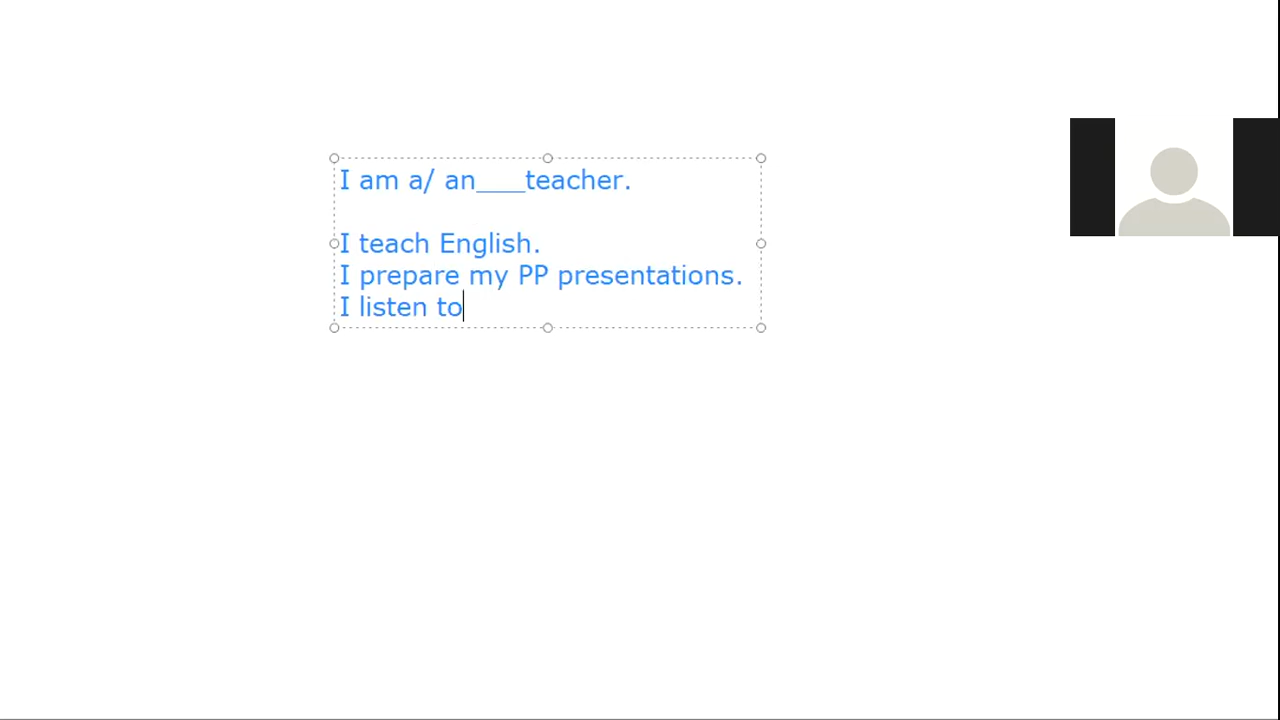 I am a/ an____teacher.
I teach English.
I prepare my PP presentations.
I listen to